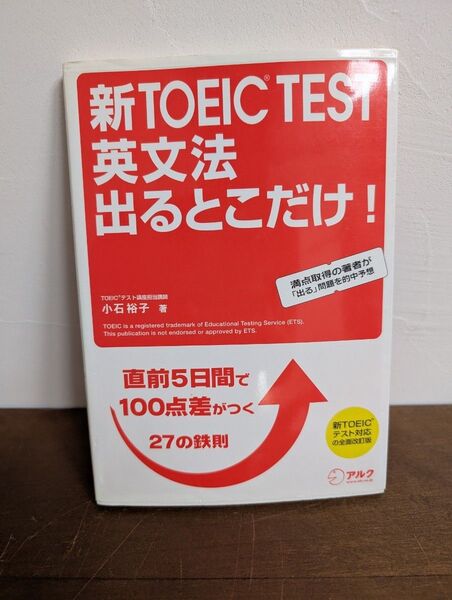 新TOEIC® TEST
英文法
出るとこだけ！
満点取得の著者が
「出る」問題を的中予想
TOEIC®テスト講座担当講師
小石裕子 著
TOEIC is a registered trademark of Educational Testing Service (ETS).
This publication is not endorsed or approved by ETS.
直前5日間で
100点差がつく
27の鉄則
新TOEIC®
テスト対応
の全面改訂版
アルク
www.alc.co.jp